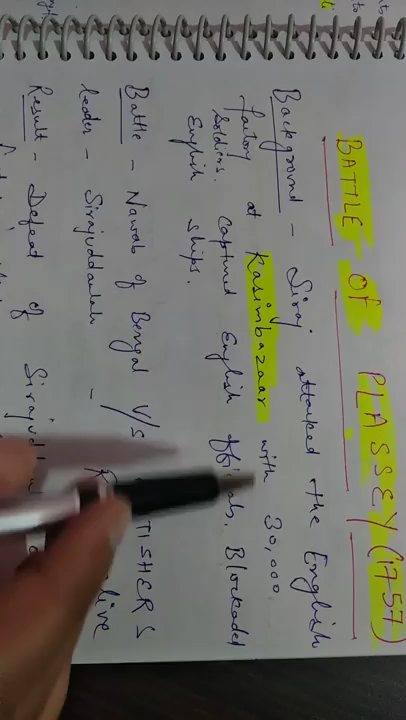 BATTLE OF PLASSEY (1757)
Background - Siraj attacked the English
factory at Kasimbazaar with 30,000
Soldiers. Captured English officials. Blockaded
English ships.
Battle - Nawab of Bengal V/s
leader - Sirajuddaulah -
Result - Defeat of